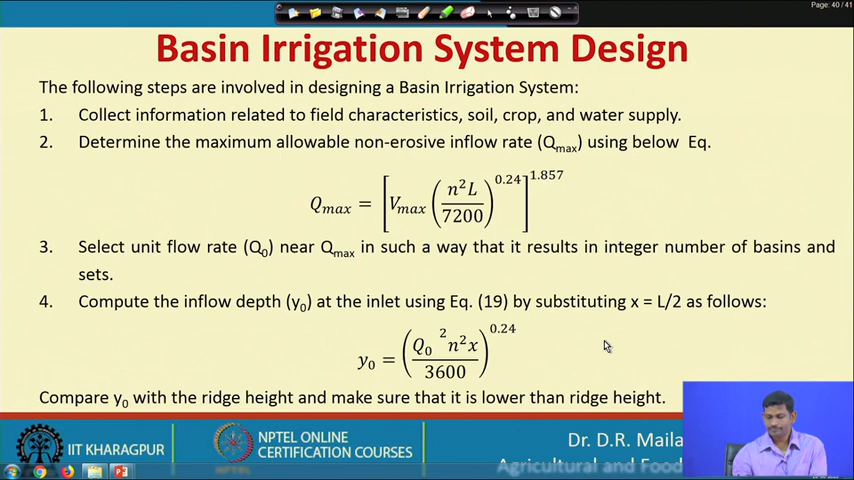 Page: 40 / 41
Basin Irrigation System Design
The following steps are involved in designing a Basin Irrigation System:
1. Collect information related to field characteristics, soil, crop, and water supply.
2. Determine the maximum allowable non-erosive inflow rate (Qmax) using below Eq.
Qmax = [Vmax (n²L/7200)^0.24]^1.857
3. Select unit flow rate (Q0) near Qmax in such a way that it results in integer number of basins and
sets.
4. Compute the inflow depth (y0) at the inlet using Eq. (19) by substituting x = L/2 as follows:
y0 = (Q0² n²x/3600)^0.24
Compare y0 with the ridge height and make sure that it is lower than ridge height.
IIT KHARAGPUR
NPTEL ONLINE
CERTIFICATION COURSES
Dr. D.R. Maila
Agricultural and Food